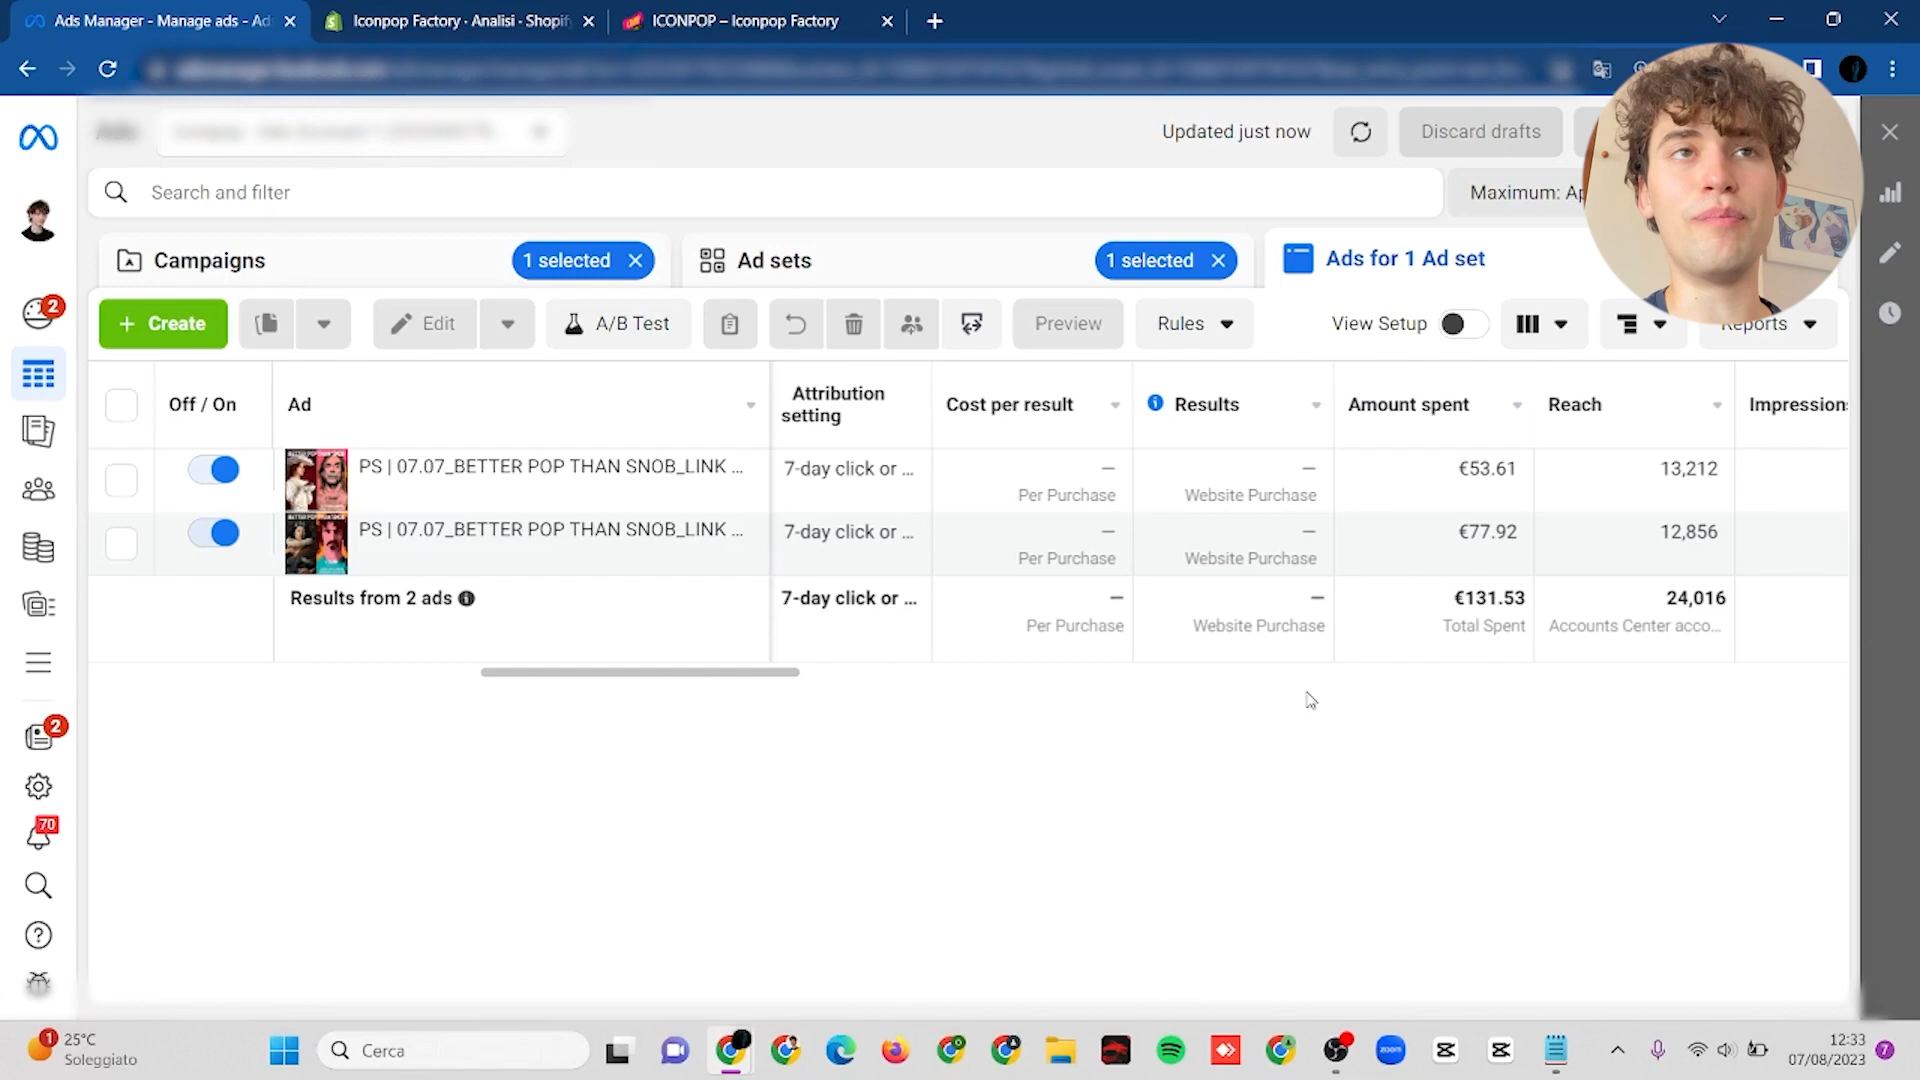 Ads Manager - Manage ads - Ad
Iconpop Factory · Analisi · Shopif
ICONPOP – Iconpop Factory
Updated just now
Discard drafts
Search and filter
Maximum: Ap
Campaigns
1 selected
Ad sets
1 selected
Ads for 1 Ad set
+ Create
Edit
A/B Test
Preview
Rules
View Setup
Reports
Off / On
Ad
Attribution
setting
Cost per result
Results
Amount spent
Reach
Impression
PS | 07.07_BETTER POP THAN SNOB_LINK ...
7-day click or ...
—
Per Purchase
—
Website Purchase
€53.61
13,212
PS | 07.07_BETTER POP THAN SNOB_LINK ...
7-day click or ...
—
Per Purchase
—
Website Purchase
€77.92
12,856
Results from 2 ads
7-day click or ...
—
Per Purchase
—
Website Purchase
€131.53
Total Spent
24,016
Accounts Center acco...
2
2
70
1
25°C
Soleggiato
Cerca
zoom
12:33
07/08/2023
7